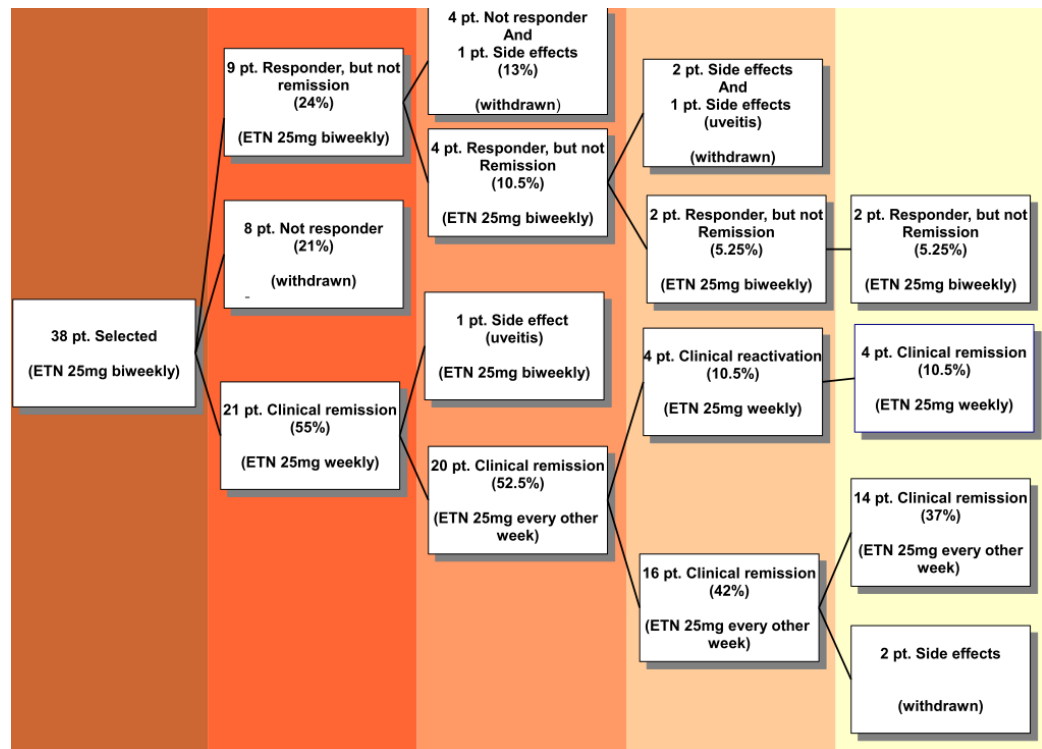 38 pt. Selected
(ETN 25mg biweekly)
9 pt. Responder, but not
remission
(24%)
(ETN 25mg biweekly)
8 pt. Not responder
(21%)
(withdrawn)
-
21 pt. Clinical remission
(55%)
(ETN 25mg weekly)
4 pt. Not responder
And
1 pt. Side effects
(13%)
(withdrawn)
4 pt. Responder, but not
Remission
(10.5%)
(ETN 25mg biweekly)
1 pt. Side effect
(uveitis)
(ETN 25mg biweekly)
20 pt. Clinical remission
(52.5%)
(ETN 25mg every other
week)
2 pt. Side effects
And
1 pt. Side effects
(uveitis)
(withdrawn)
2 pt. Responder, but not
Remission
(5.25%)
(ETN 25mg biweekly)
4 pt. Clinical reactivation
(10.5%)
(ETN 25mg weekly)
16 pt. Clinical remission
(42%)
(ETN 25mg every other
week)
2 pt. Responder, but not
Remission
(5.25%)
(ETN 25mg biweekly)
4 pt. Clinical remission
(10.5%)
(ETN 25mg weekly)
14 pt. Clinical remission
(37%)
(ETN 25mg every other
week)
2 pt. Side effects
(withdrawn)